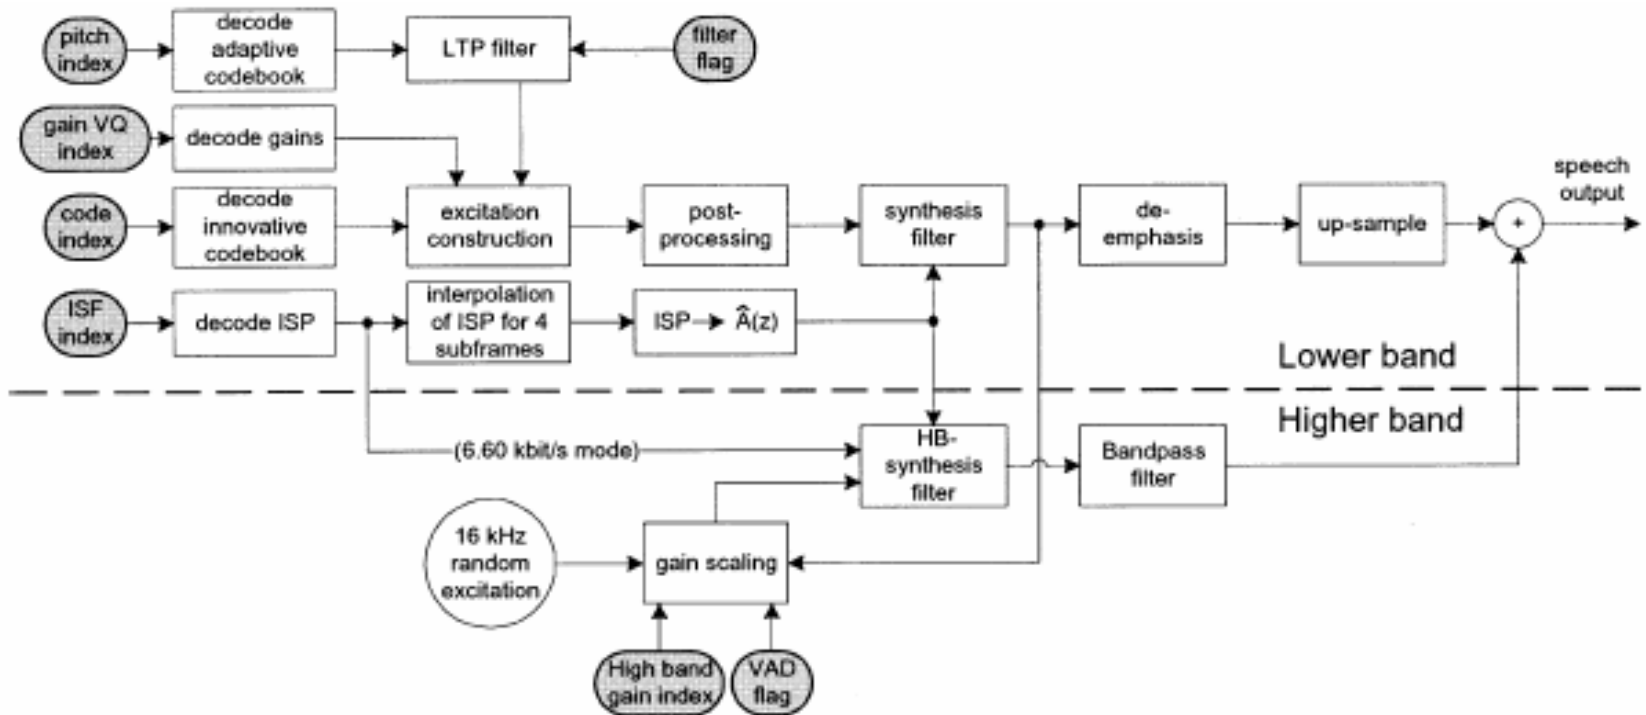 pitch
index
decode
adaptive
codebook
LTP filter
filter
flag
gain VQ
index
decode gains
code
index
decode
innovative
codebook
excitation
construction
post-
processing
synthesis
filter
de-
emphasis
up-sample
+
speech
output
ISF
index
decode ISP
interpolation
of ISP for 4
subframes
ISP Â(z)
Lower band
Higher band
(6.60 kbit/s mode)
HB-
synthesis
filter
Bandpass
filter
16 kHz
random
excitation
gain scaling
High band
gain index
VAD
flag